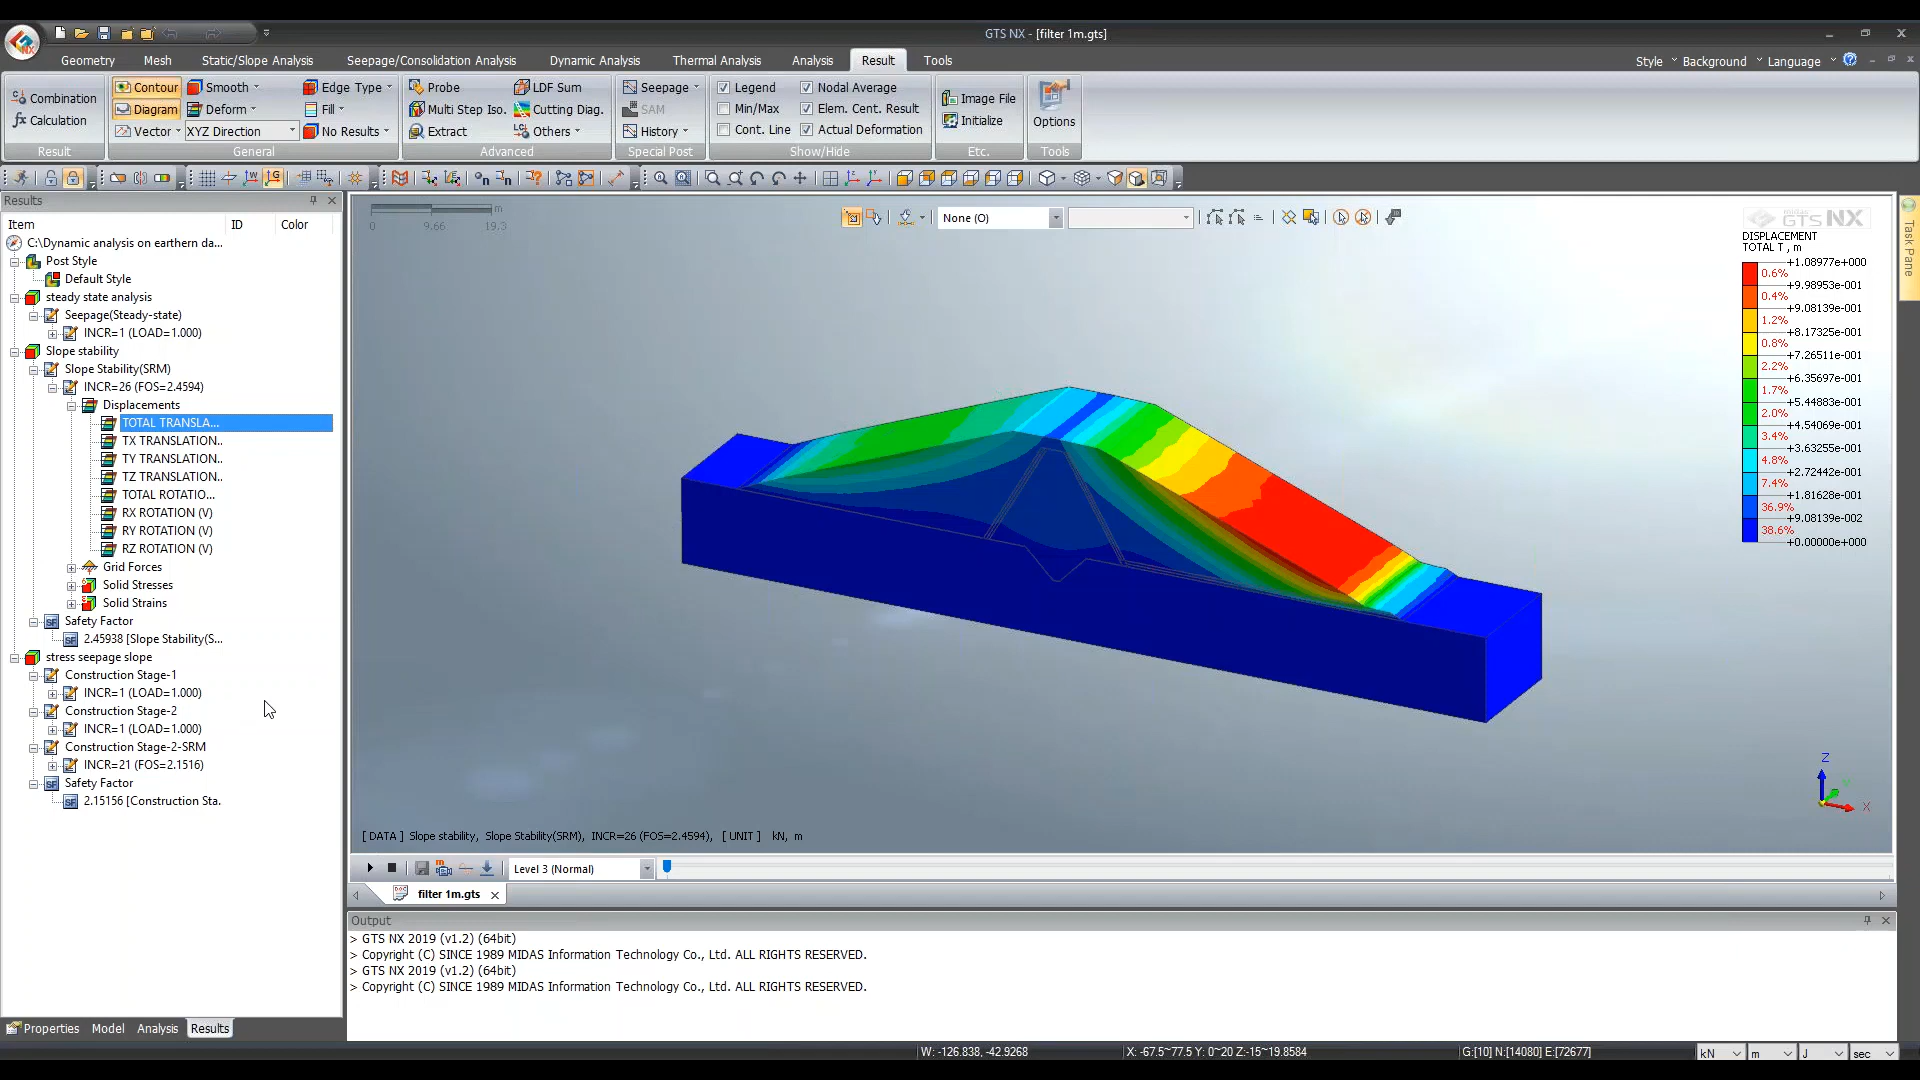 GTS NX - [filter 1m.gts]
Geometry Mesh Static/Slope Analysis Seepage/Consolidation Analysis Dynamic Analysis Thermal Analysis Analysis Result Tools Style Background Language
Combination
Calculation
Result
Contour Smooth Edge Type
Diagram Deform Fill
Vector XYZ Direction No Results
General
Probe LDF Sum
Multi Step Iso. Cutting Diag.
Extract Others
Advanced
Seepage
SAM
History
Special Post
Legend Nodal Average
Min/Max Elem. Cent. Result
Cont. Line Actual Deformation
Show/Hide
Image File
Initialize
Etc.
Options
Tools
Results
Item ID Color
C:\Dynamic analysis on earthern da...
Post Style
Default Style
steady state analysis
Seepage(Steady-state)
INCR=1 (LOAD=1.000)
Slope stability
Slope Stability(SRM)
INCR=26 (FOS=2.4594)
Displacements
TOTAL TRANSLA...
TX TRANSLATION..
TY TRANSLATION..
TZ TRANSLATION..
TOTAL ROTATIO...
RX ROTATION (V)
RY ROTATION (V)
RZ ROTATION (V)
Grid Forces
Solid Stresses
Solid Strains
Safety Factor
2.45938 [Slope Stability(S...
stress seepage slope
Construction Stage-1
INCR=1 (LOAD=1.000)
Construction Stage-2
INCR=1 (LOAD=1.000)
Construction Stage-2-SRM
INCR=21 (FOS=2.1516)
Safety Factor
2.15156 [Construction Sta.
Properties Model Analysis Results
m
0 9.66 19.3
None (O)
GTS NX
DISPLACEMENT
TOTAL T , m
+1.08977e+000
0.6%
+9.98953e-001
0.4%
+9.08139e-001
1.2%
+8.17325e-001
0.8%
+7.26511e-001
2.2%
+6.35697e-001
1.7%
+5.44883e-001
2.0%
+4.54069e-001
3.4%
+3.63255e-001
4.8%
+2.72442e-001
7.4%
+1.81628e-001
36.9%
+9.08139e-002
38.6%
+0.00000e+000
Task Pane
Z
Y
X
[ DATA ] Slope stability, Slope Stability(SRM), INCR=26 (FOS=2.4594), [ UNIT ] kN, m
Level 3 (Normal)
filter 1m.gts
Output
> GTS NX 2019 (v1.2) (64bit)
> Copyright (C) SINCE 1989 MIDAS Information Technology Co., Ltd. ALL RIGHTS RESERVED.
> GTS NX 2019 (v1.2) (64bit)
> Copyright (C) SINCE 1989 MIDAS Information Technology Co., Ltd. ALL RIGHTS RESERVED.
W: -126.838, -42.9268 X: -67.5~77.5 Y: 0~20 Z:-15~19.8584 G:[10] N:[14080] E:[72677] kN m J sec